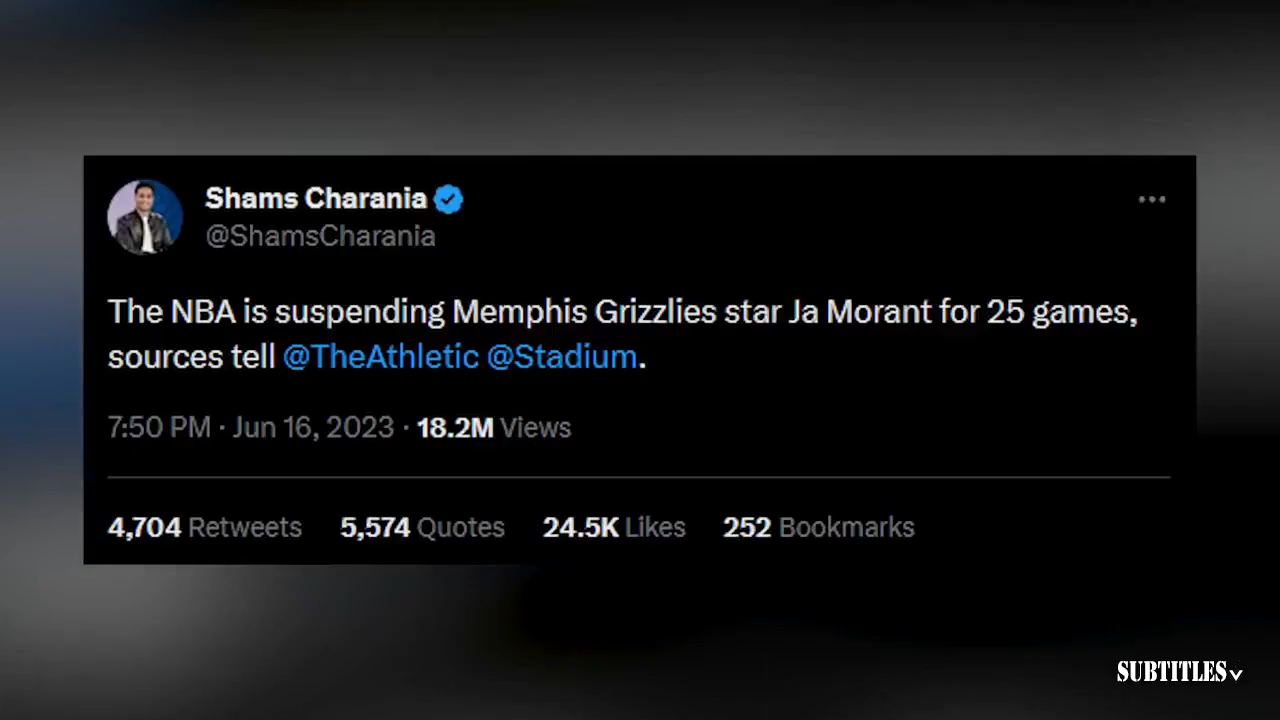 Shams Charania
@ShamsCharania
The NBA is suspending Memphis Grizzlies star Ja Morant for 25 games,
sources tell @TheAthletic @Stadium.
7:50 PM · Jun 16, 2023 · 18.2M Views
4,704 Retweets 5,574 Quotes 24.5K Likes 252 Bookmarks
SUBTITLES